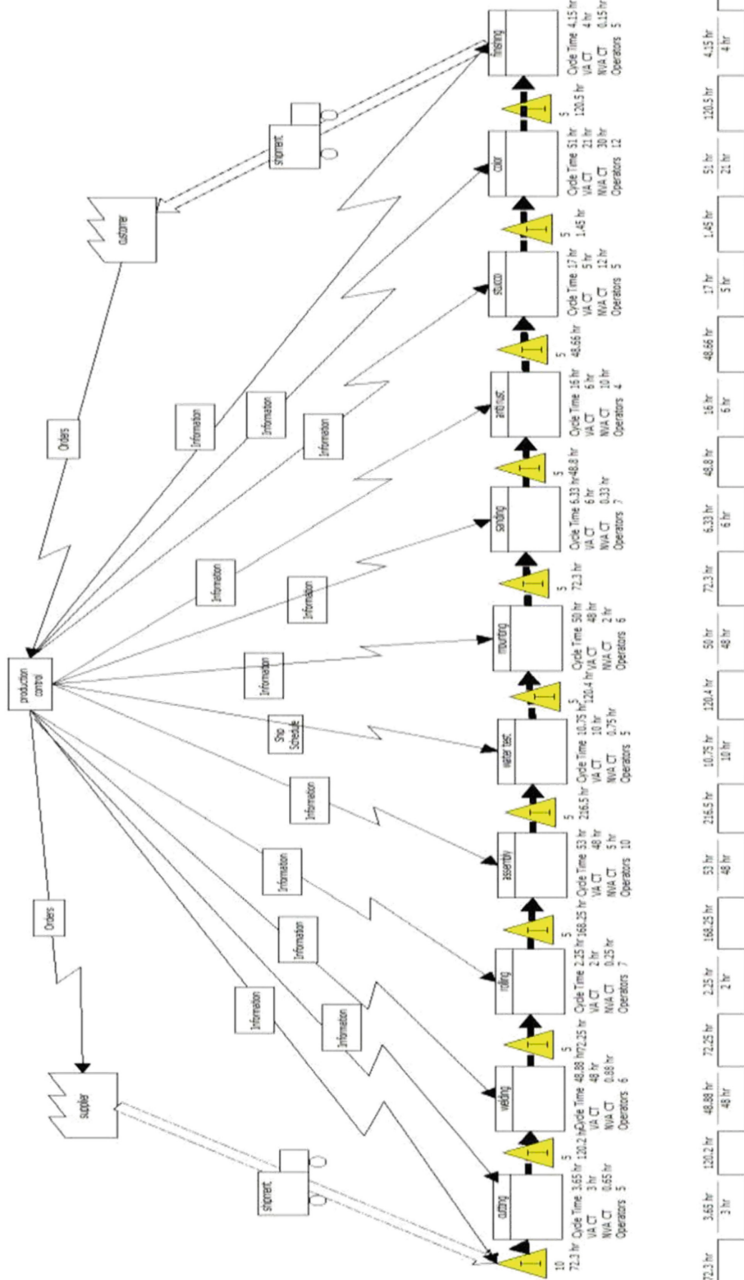 supplier
Orders
production
control
Orders
customer
shipment
shipment
Information
Information
Information
Information
Information
Ship
Schedule
Information
Information
Information
Information
Information
Information
I
10
72.3 hr
cutting
Cycle Time 3.65 hr
VA CT 3 hr
NVA CT 0.65 hr
Operators 5
I
5
120.2 hr
welding
Cycle Time 48.88 hr
VA CT 48 hr
NVA CT 0.88 hr
Operators 6
I
5
72.25 hr
rolling
Cycle Time 2.25 hr
VA CT 2 hr
NVA CT 0.25 hr
Operators 7
I
5
168.25 hr
assembly
Cycle Time 53 hr
VA CT 48 hr
NVA CT 5 hr
Operators 10
I
5
216.5 hr
water test
Cycle Time 10.75 hr
VA CT 10 hr
NVA CT 0.75 hr
Operators 5
I
5
120.4 hr
mounting
Cycle Time 50 hr
VA CT 48 hr
NVA CT 2 hr
Operators 6
I
5
72.3 hr
sanding
Cycle Time 6.33 hr
VA CT 6 hr
NVA CT 0.33 hr
Operators 7
I
5
48.8 hr
anti rust
Cycle Time 16 hr
VA CT 6 hr
NVA CT 10 hr
Operators 4
I
5
48.66 hr
stucco
Cycle Time 17 hr
VA CT 5 hr
NVA CT 12 hr
Operators 5
I
5
1.45 hr
color
Cycle Time 51 hr
VA CT 21 hr
NVA CT 30 hr
Operators 12
I
5
120.5 hr
finishing
Cycle Time 4.15 hr
VA CT 4 hr
NVA CT 0.15 hr
Operators 5
72.3 hr
3.65 hr
3 hr
120.2 hr
48.88 hr
48 hr
72.25 hr
2.25 hr
2 hr
168.25 hr
53 hr
48 hr
216.5 hr
10.75 hr
10 hr
120.4 hr
50 hr
48 hr
72.3 hr
6.33 hr
6 hr
48.8 hr
16 hr
6 hr
48.66 hr
17 hr
5 hr
1.45 hr
51 hr
21 hr
120.5 hr
4.15 hr
4 hr